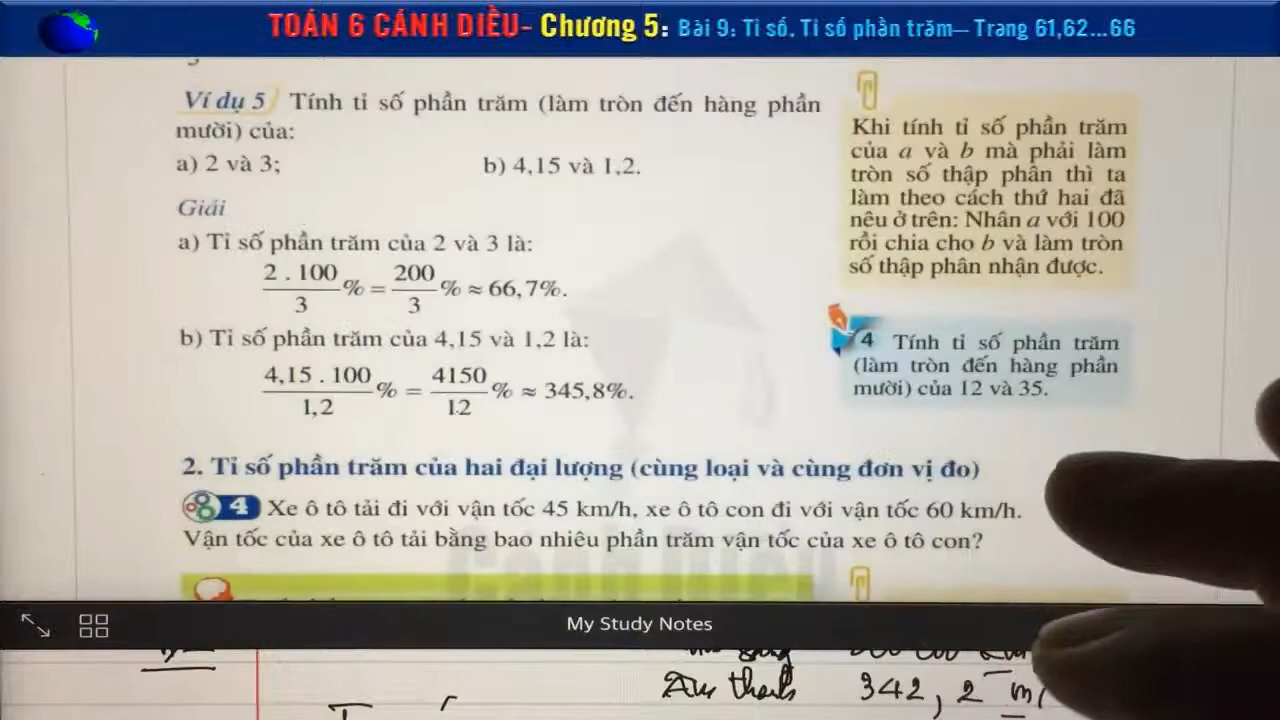 TOÁN 6 CÁNH DIỀU- Chương 5: Bài 9: Tỉ số. Tỉ số phần trăm— Trang 61,62...66
Ví dụ 5 Tính tỉ số phần trăm (làm tròn đến hàng phần
mười) của:
a) 2 và 3; b) 4,15 và 1,2.
Giải
a) Tỉ số phần trăm của 2 và 3 là:
2 . 100 / 3 % = 200 / 3 % ≈ 66,7%.
b) Tỉ số phần trăm của 4,15 và 1,2 là:
4,15 . 100 / 1,2 % = 4150 / 12 % ≈ 345,8%.
Khi tính tỉ số phần trăm
của a và b mà phải làm
tròn số thập phân thì ta
làm theo cách thứ hai đã
nêu ở trên: Nhân a với 100
rồi chia cho b và làm tròn
số thập phân nhận được.
4 Tính tỉ số phần trăm
(làm tròn đến hàng phần
mười) của 12 và 35.
2. Tỉ số phần trăm của hai đại lượng (cùng loại và cùng đơn vị đo)
4 Xe ô tô tải đi với vận tốc 45 km/h, xe ô tô con đi với vận tốc 60 km/h.
Vận tốc của xe ô tô tải bằng bao nhiêu phần trăm vận tốc của xe ô tô con?
Cánh Diều
My Study Notes
Âm thanh 342, 2 m/